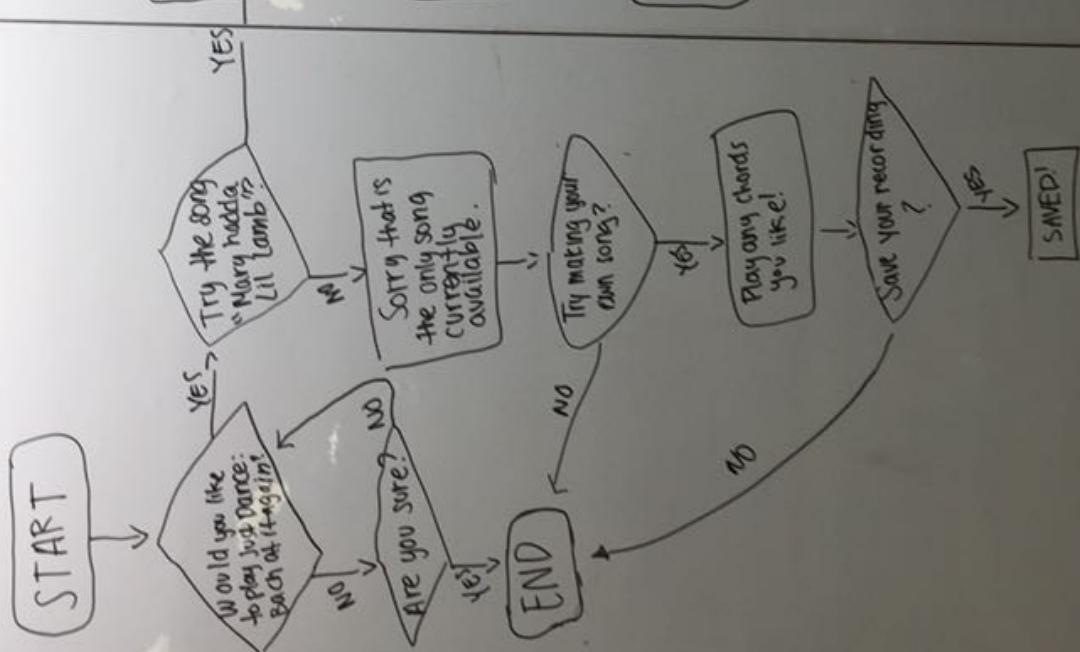 START
Would you like
to play Just Dance:
Bach at it again?
YES
NO
Are you sure?
NO
YES
END
Try the song
"Mary hadda
Lil Lamb"?
YES
NO
Sorry that is
the only song
currently
available.
Try making your
own song?
NO
YES
Play any chords
you like!
Save your recording
?
NO
YES
SAVED!